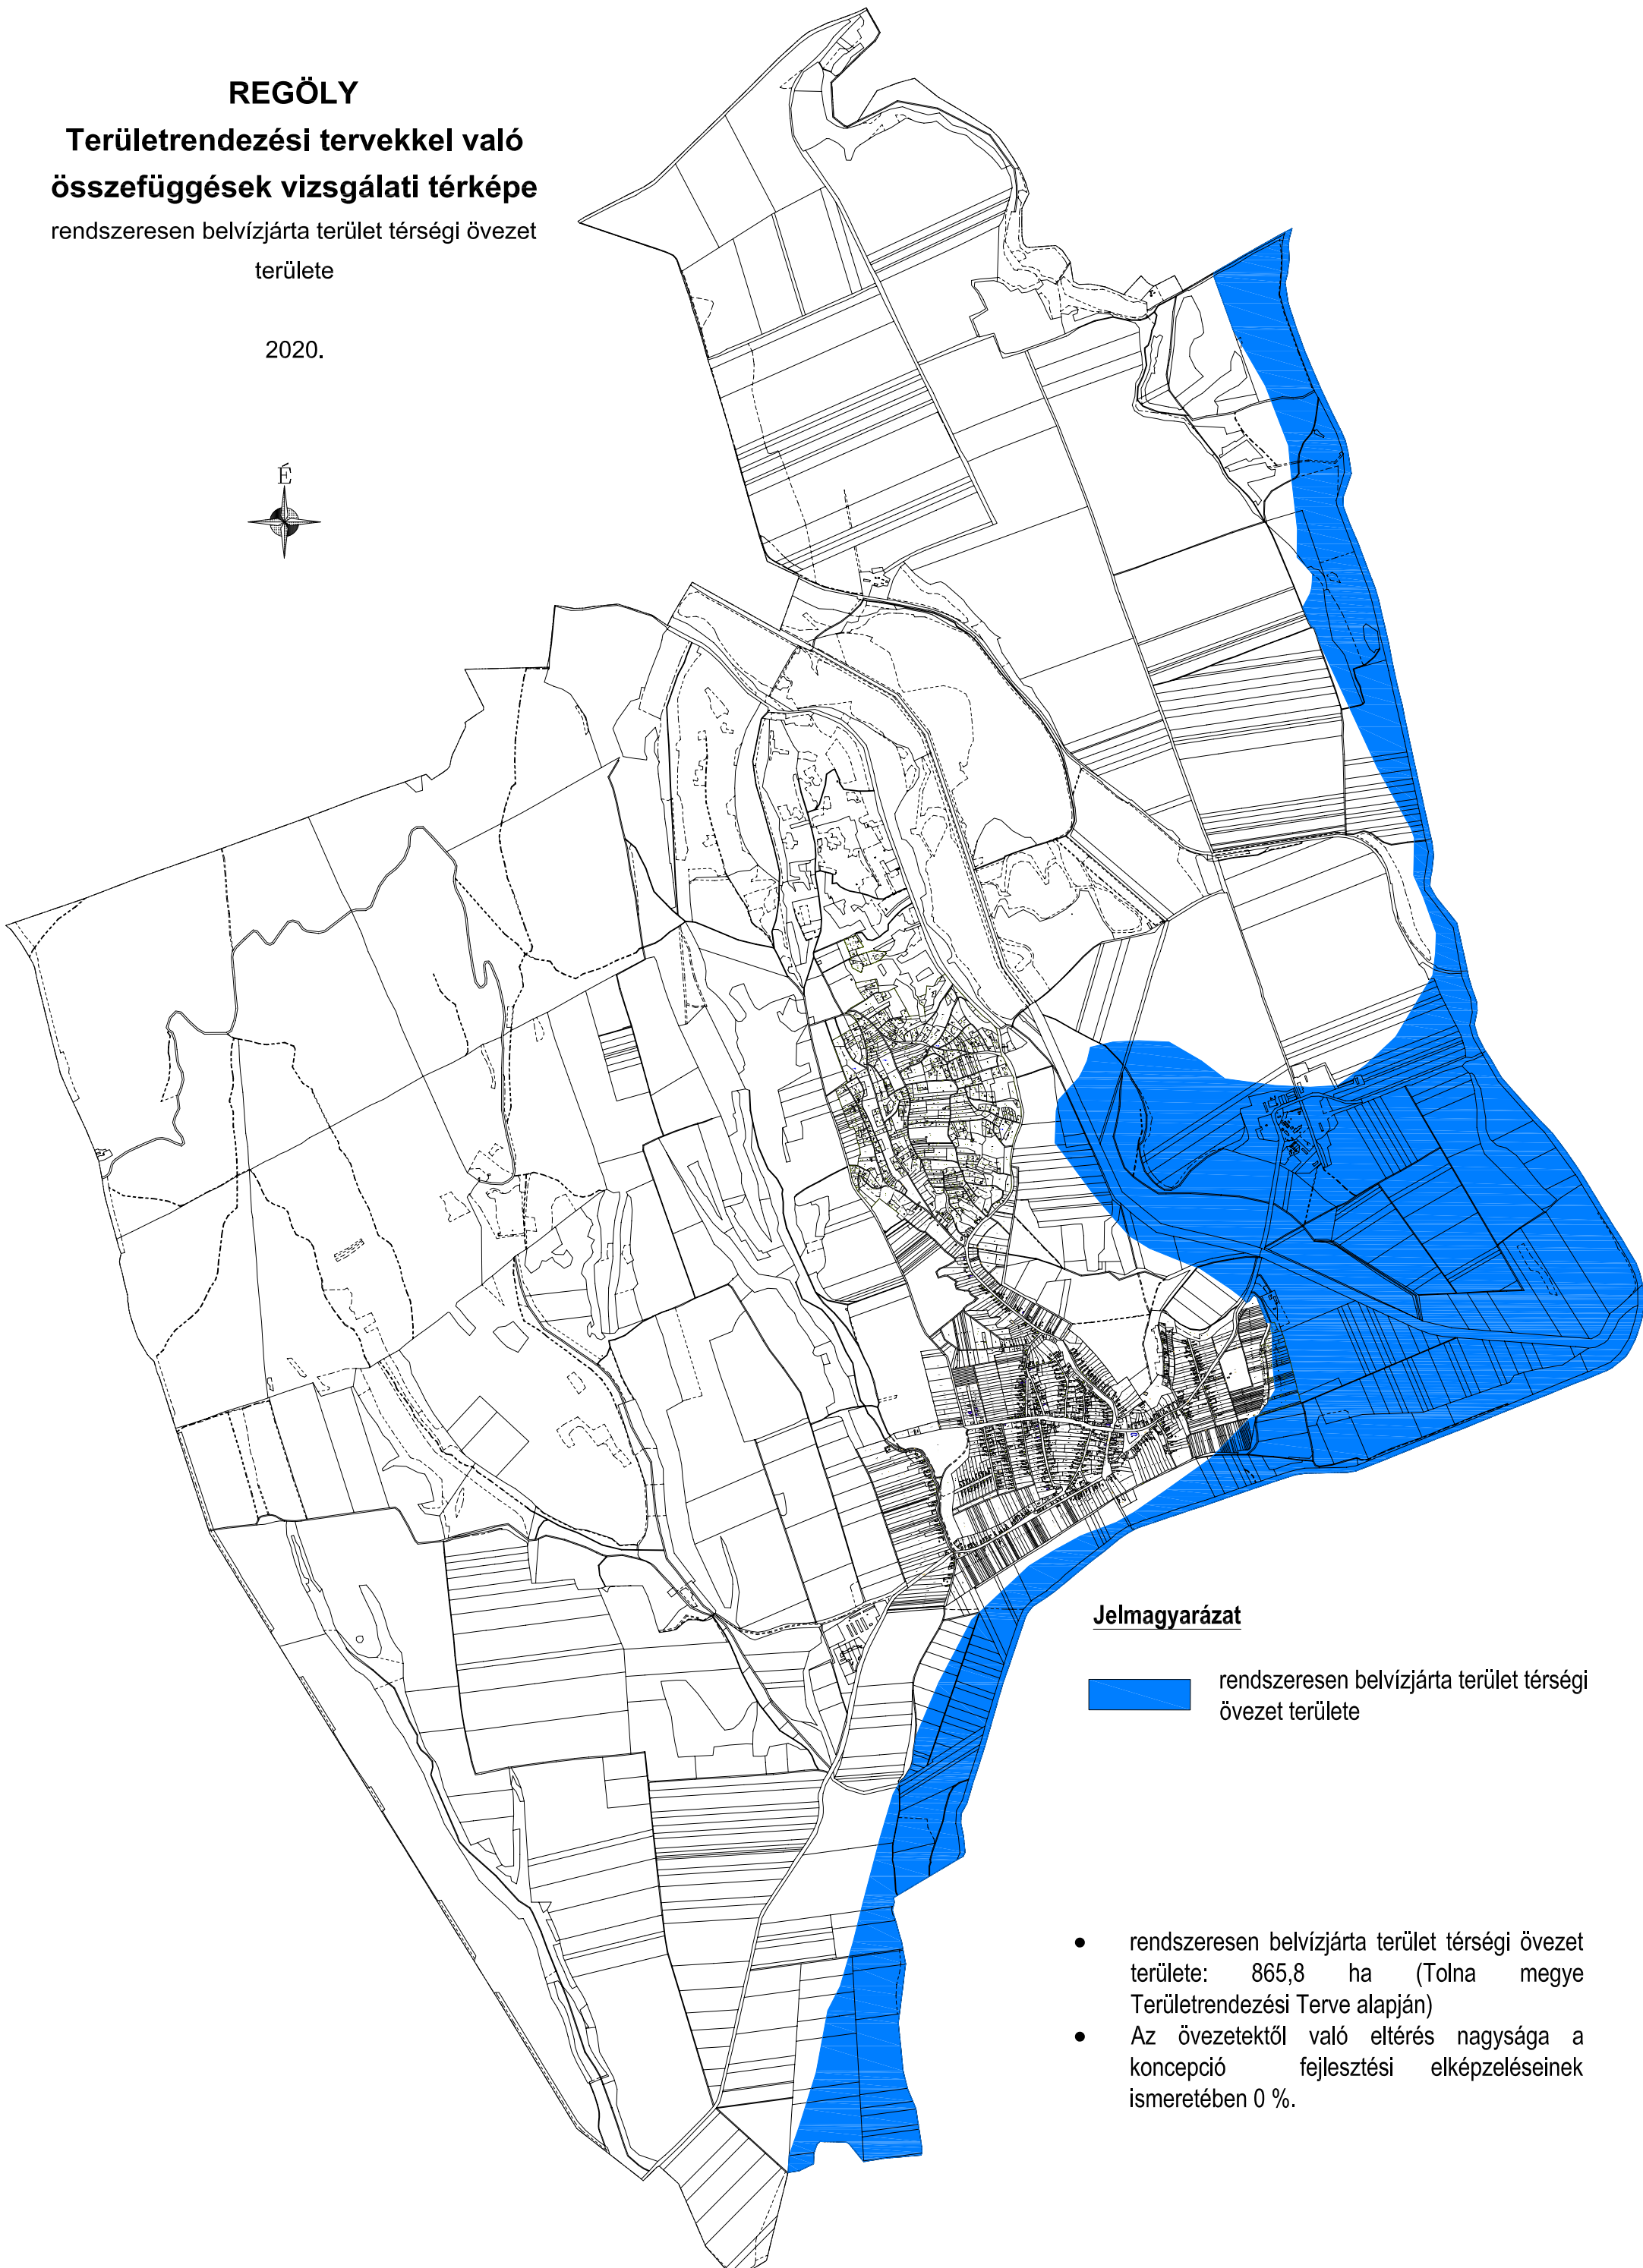 REGÖLY
Területrendezési tervekkel való
összefüggések vizsgálati térképe
rendszeresen belvízjárta terület térségi övezet
területe
2020.
É
Jelmagyarázat
rendszeresen belvízjárta terület térségi
övezet területe
• rendszeresen belvízjárta terület térségi övezet
területe: 865,8 ha (Tolna megye
Területrendezési Terve alapján)
• Az övezetektől való eltérés nagysága a
koncepció fejlesztési elképzeléseinek
ismeretében 0 %.